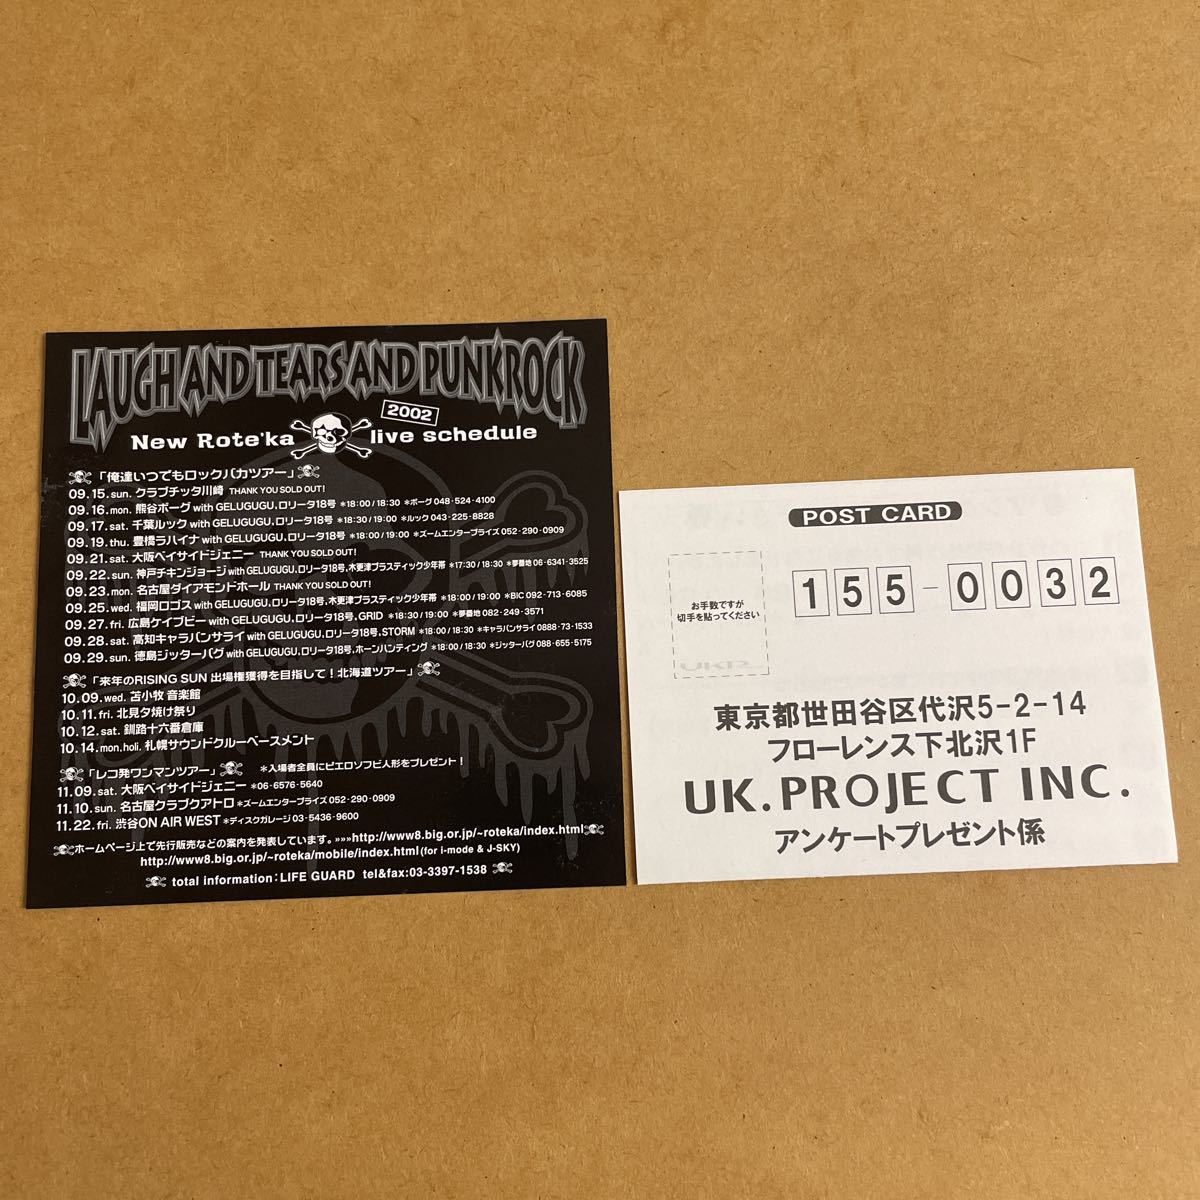 LAUGH AND TEARS AND PUNKROCK
2002
New Rote'ka live schedule
「俺達いつでもロックバカツアー」
09.15.sun. クラブチッタ川崎 THANK YOU SOLD OUT!
09.16.mon. 熊谷ボーグ with GELUGUGU,ロリータ18号 *18:00/18:30 *ボーグ 048-524-4100
09.17.sat. 千葉ルック with GELUGUGU,ロリータ18号 *18:30/19:00 *ルック 043-225-8828
09.19.thu. 豊橋ラハイナ with GELUGUGU,ロリータ18号 *18:00/19:00 *ズームエンタープライズ 052-290-0909
09.21.sat. 大阪ベイサイドジェニー THANK YOU SOLD OUT!
09.22.sun. 神戸チキンジョージ with GELUGUGU,ロリータ18号,木更津プラスティック少年帯 *17:30/18:30 *夢番地 06-6341-3525
09.23.mon. 名古屋ダイアモンドホール THANK YOU SOLD OUT!
09.25.wed. 福岡ロゴス with GELUGUGU,ロリータ18号,木更津プラスティック少年帯 *18:00/19:00 *BIC 092-713-6085
09.27.fri. 広島ケイブビー with GELUGUGU,ロリータ18号,GRID *18:30/19:00 *夢番地 082-249-3571
09.28.sat. 高知キャラバンサライ with GELUGUGU,ロリータ18号,STORM *18:00/18:30 *キャラバンサライ 0888-73-1533
09.29.sun. 徳島ジッターバグ with GELUGUGU,ロリータ18号,ホーンハンティング *18:00/18:30 *ジッターバグ 088-655-5175
「来年のRISING SUN 出場権獲得を目指して!北海道ツアー」
10.09.wed. 苫小牧 音楽館
10.11.fri. 北見夕焼け祭り
10.12.sat. 釧路十六番倉庫
10.14.mon.holi. 札幌サウンドクルーベースメント
「レコ発ワンマンツアー」 *入場者全員にピエロソフビ人形をプレゼント!
11.09.sat. 大阪ベイサイドジェニー *06-6576-5640
11.10.sun. 名古屋クラブクアトロ *ズームエンタープライズ 052-290-0909
11.22.fri. 渋谷ON AIR WEST *ディスクガレージ 03-5436-9600
ホームページ上で先行販売などの案内を発表しています。»»http://www8.big.or.jp/~roteka/index.html
http://www8.big.or.jp/~roteka/mobile/index.html (for i-mode & J-SKY)
total information:LIFE GUARD tel&fax:03-3397-1538
POST CARD
155-0032
お手数ですが
切手を貼ってください
UKP
東京都世田谷区代沢5-2-14
フローレンス下北沢1F
UK.PROJECT INC.
アンケートプレゼント係